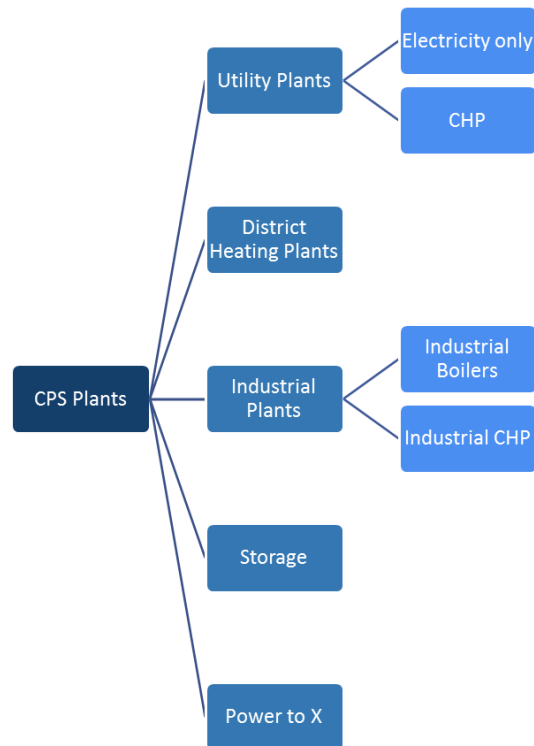 Electricity only
Utility Plants
CHP
District
Heating Plants
Industrial
Boilers
CPS Plants
Industrial
Plants
Industrial CHP
Storage
Power to X